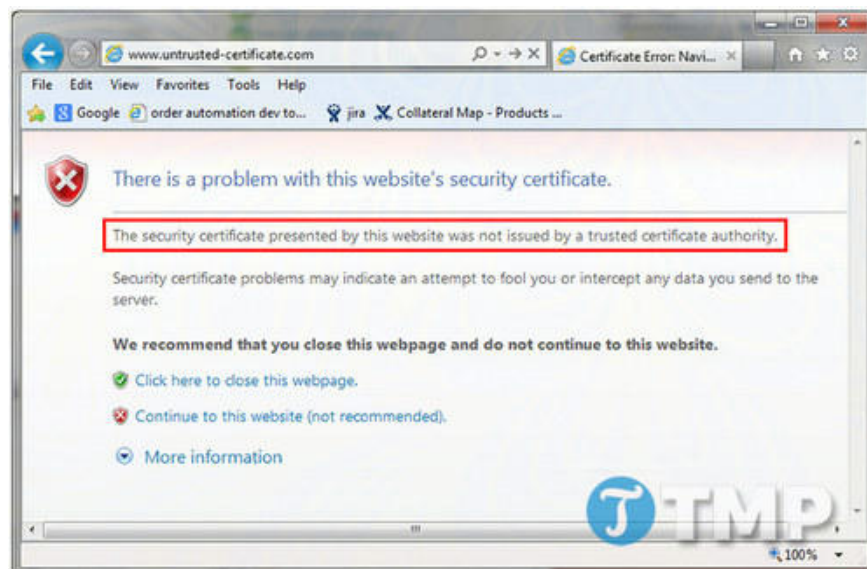 www.untrusted-certificate.com
Certificate Error: Navi...
File Edit View Favorites Tools Help
Google order automation dev to... jira Collateral Map - Products ...
There is a problem with this website's security certificate.
The security certificate presented by this website was not issued by a trusted certificate authority.
Security certificate problems may indicate an attempt to fool you or intercept any data you send to the
server.
We recommend that you close this webpage and do not continue to this website.
Click here to close this webpage.
Continue to this website (not recommended).
More information
TMP
100%